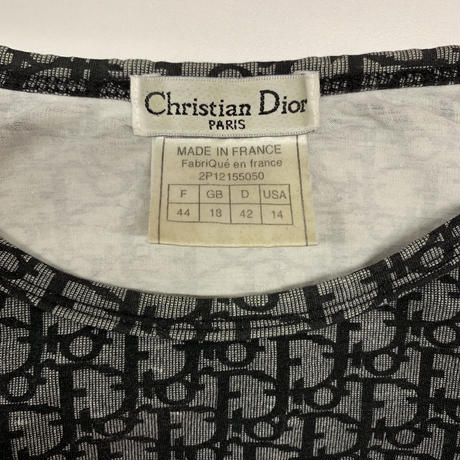 Christian Dior
PARIS
MADE IN FRANCE
FabriQué en france
2P12155050
F GB D USA
44 18 42 14